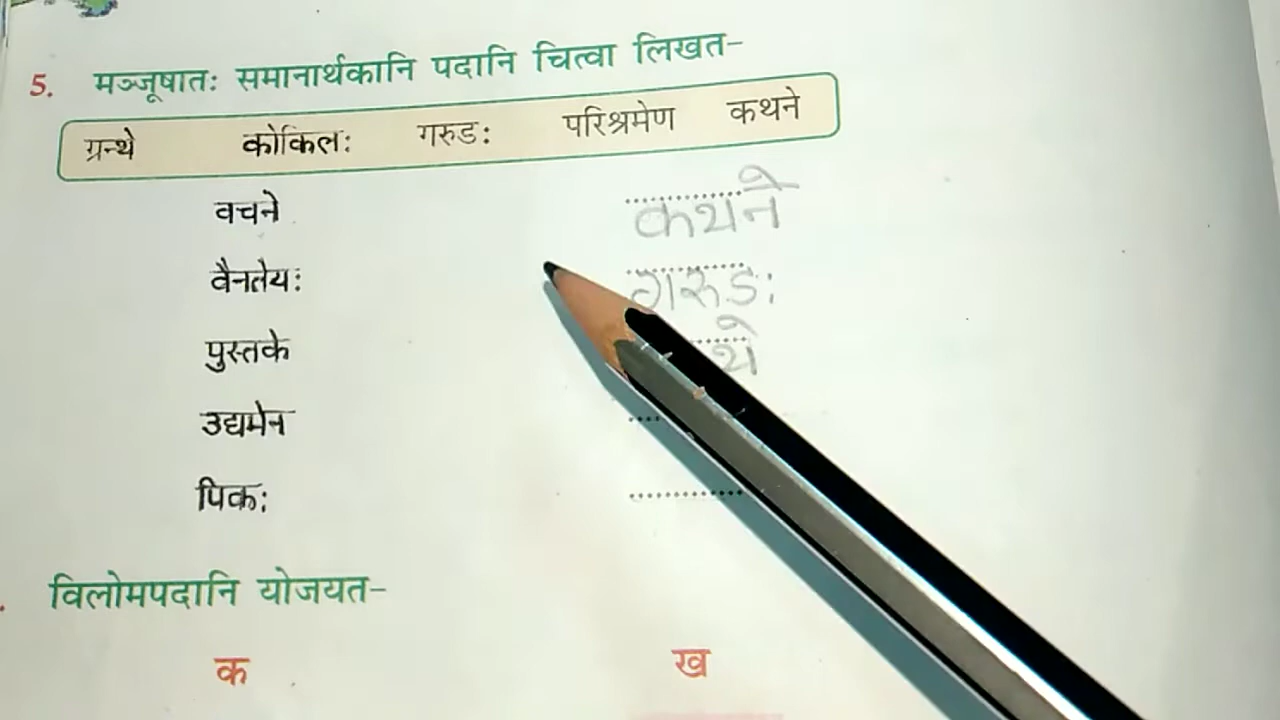 5. मञ्जूषातः समानार्थकानि पदानि चित्वा लिखत-
ग्रन्थे कोकिलः गरुडः परिश्रमेण कथने
वचने कथने
वैनतेयः गरुडः
पुस्तके
उद्यमेन
पिकः
विलोमपदानि योजयत-
क ख